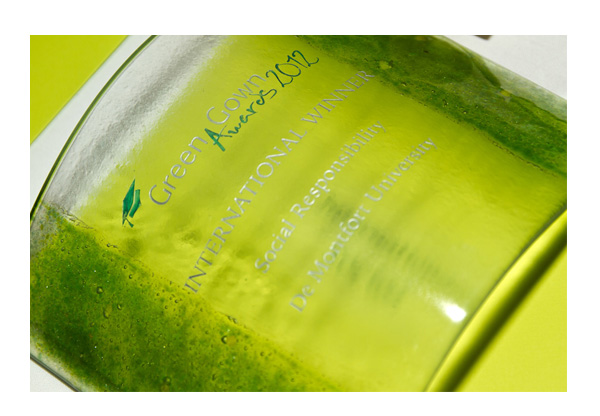 Green Gown
Awards 2012
INTERNATIONAL WINNER
Social Responsibility
De Montfort University